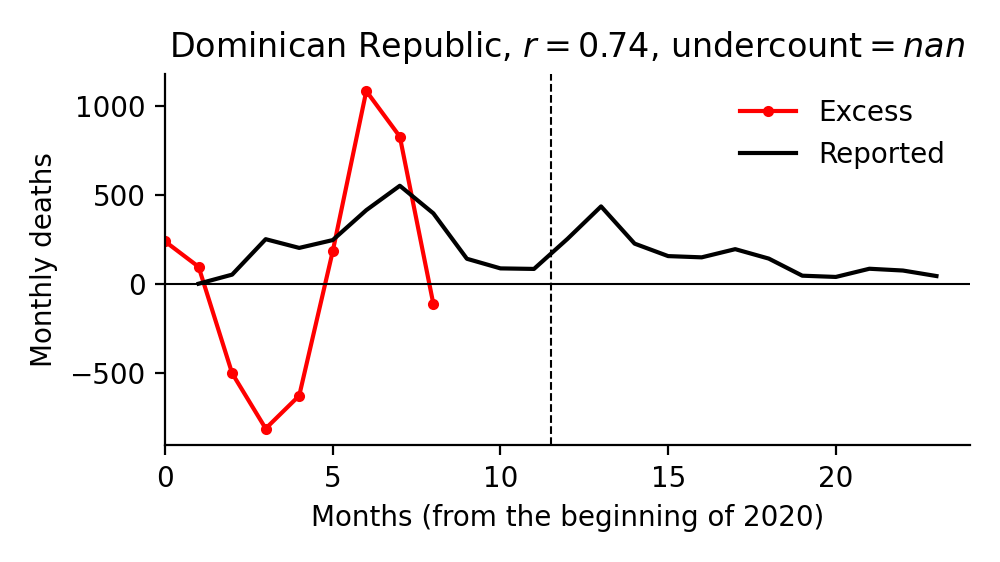 Dominican Republic, r = 0.74, undercount = nan
1000
500
0
−500
Monthly deaths
Excess
Reported
0 5 10 15 20
Months (from the beginning of 2020)